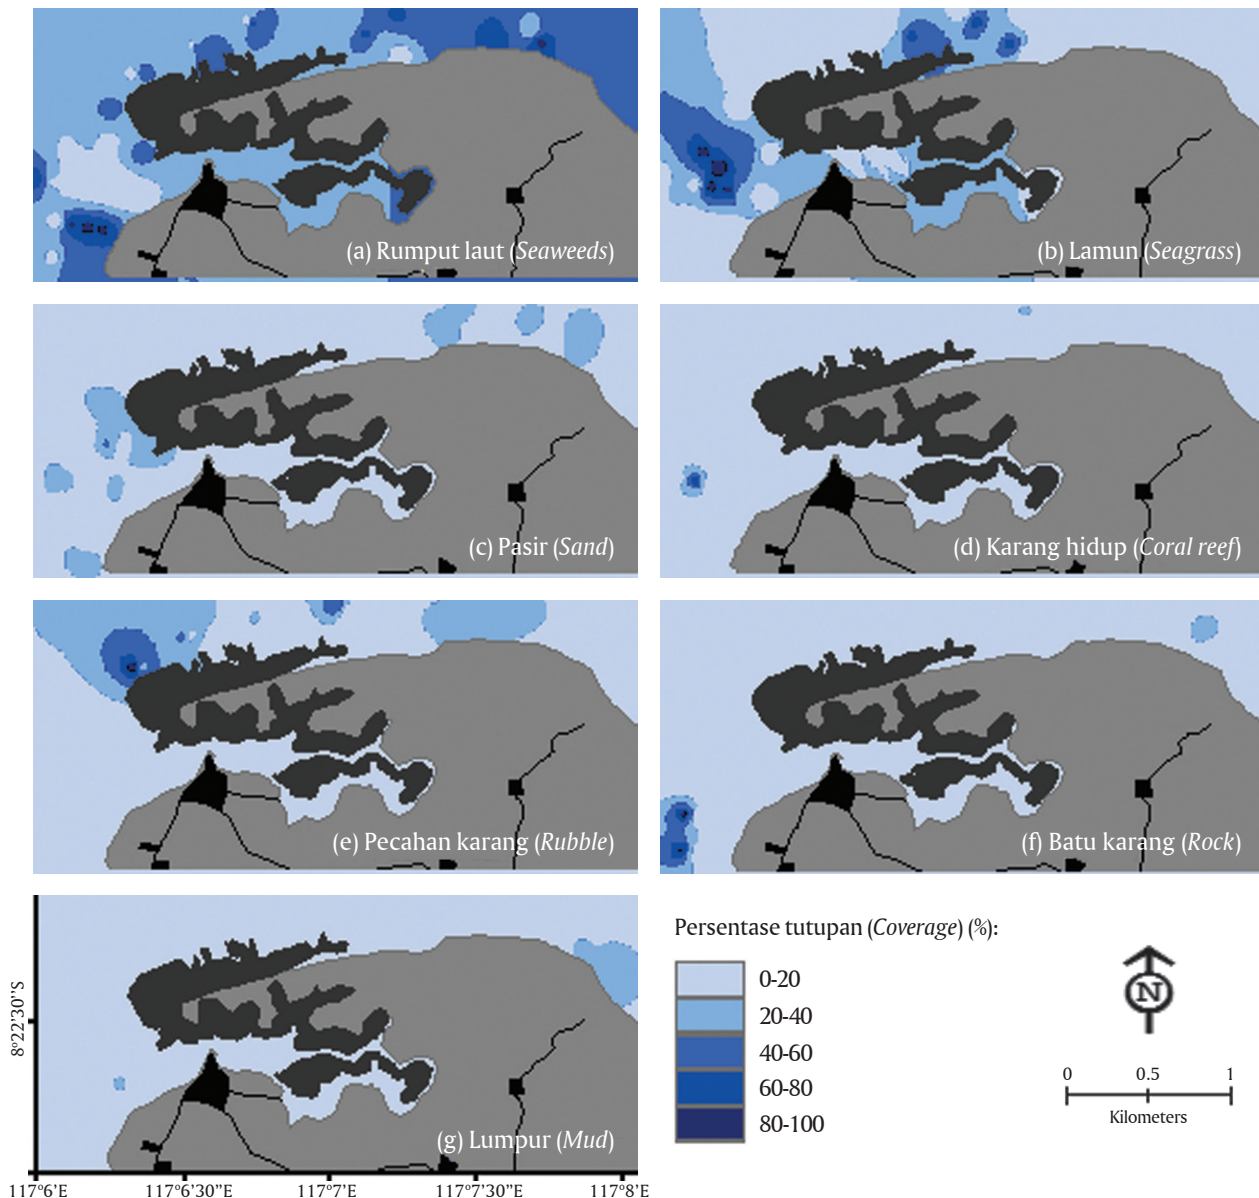 (a) Rumput laut (Seaweeds)
(b) Lamun (Seagrass)
(c) Pasir (Sand)
(d) Karang hidup (Coral reef)
(e) Pecahan karang (Rubble)
(f) Batu karang (Rock)
(g) Lumpur (Mud)
8°22'30"S
117°6'E
117°6'30"E
117°7'E
117°7'30"E
117°8'E
Persentase tutupan (Coverage) (%):
0-20
20-40
40-60
60-80
80-100
N
0 0.5 1
Kilometers